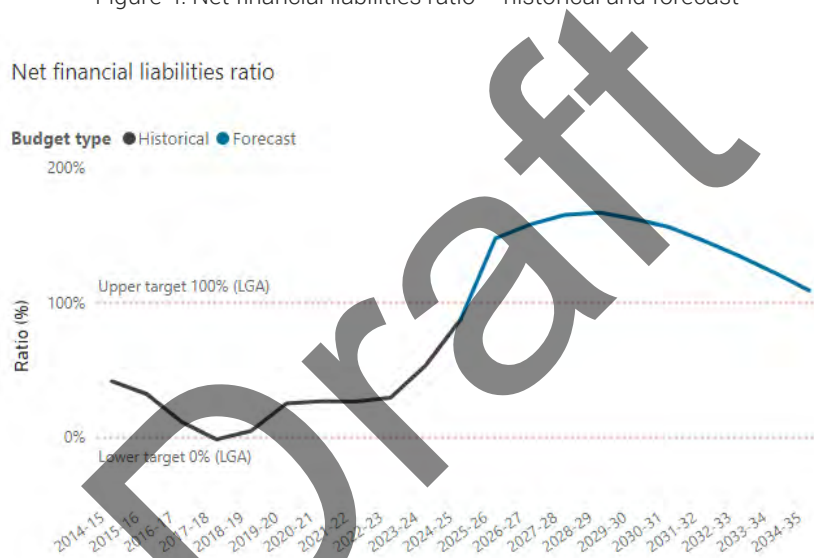 Figure 4: Net financial liabilities ratio – historical and forecast
Net financial liabilities ratio
Budget type Historical Forecast
200%
Upper target 100% (LGA)
100%
Ratio (%)
0%
Lower target 0% (LGA)
2014-15 2015-16 2016-17 2017-18 2018-19 2019-20 2020-21 2021-22 2022-23 2023-24 2024-25 2025-26 2026-27 2027-28 2028-29 2029-30 2030-31 2031-32 2032-33 2033-34 2034-35
Draft